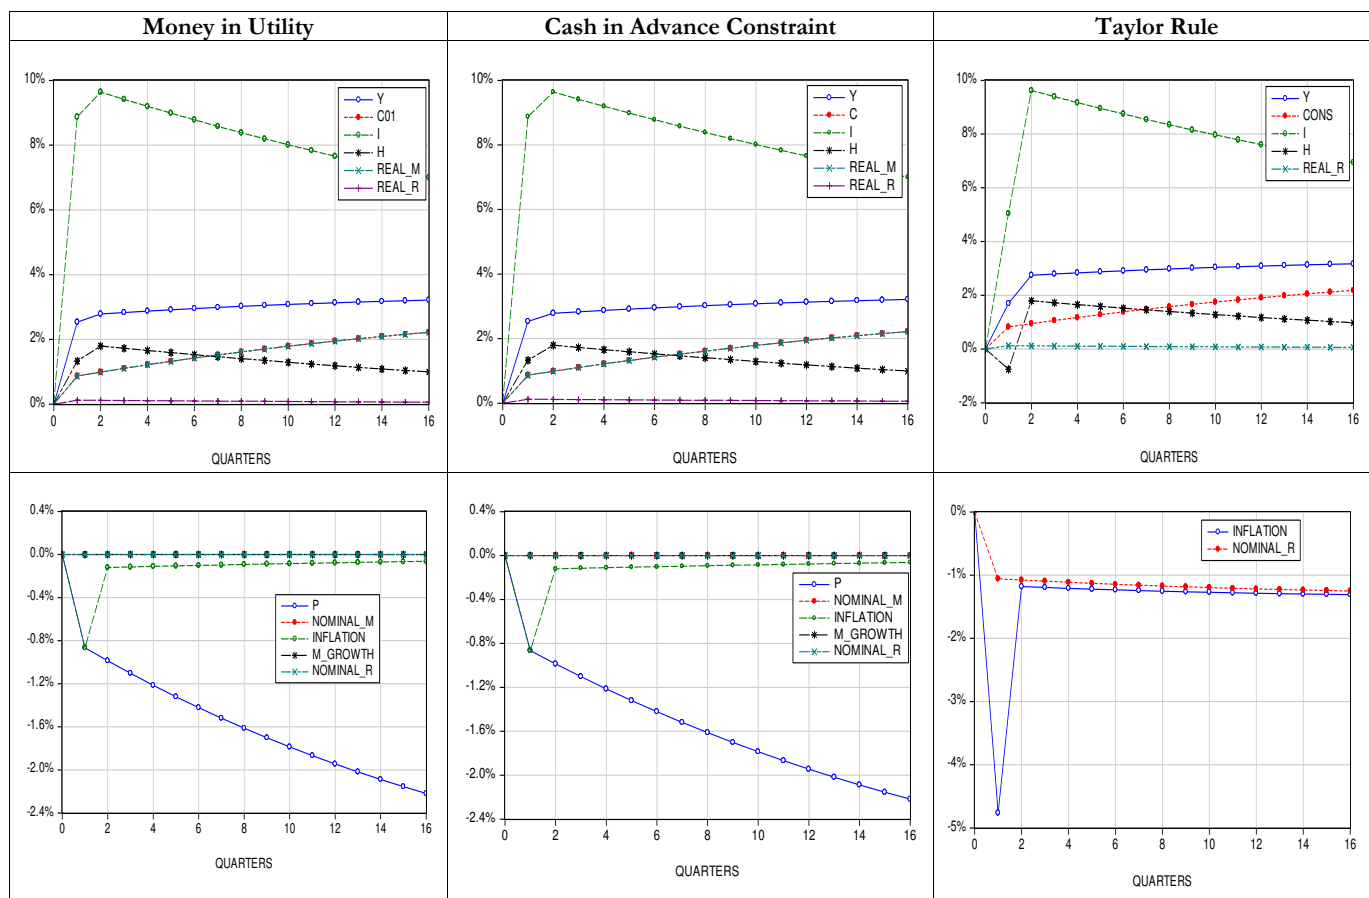 Money in Utility
Cash in Advance Constraint
Taylor Rule
10%
8%
6%
4%
2%
0%
0 2 4 6 8 10 12 14 16
QUARTERS
Y
C01
I
H
REAL_M
REAL_R
10%
8%
6%
4%
2%
0%
0 2 4 6 8 10 12 14 16
QUARTERS
Y
C
I
H
REAL_M
REAL_R
10%
8%
6%
4%
2%
0%
-2%
0 2 4 6 8 10 12 14 16
QUARTERS
Y
CONS
I
H
REAL_R
0.4%
0.0%
-0.4%
-0.8%
-1.2%
-1.6%
-2.0%
-2.4%
0 2 4 6 8 10 12 14 16
QUARTERS
P
NOMINAL_M
INFLATION
M_GROWTH
NOMINAL_R
0.4%
0.0%
-0.4%
-0.8%
-1.2%
-1.6%
-2.0%
-2.4%
0 2 4 6 8 10 12 14 16
QUARTERS
P
NOMINAL_M
INFLATION
M_GROWTH
NOMINAL_R
0%
-1%
-2%
-3%
-4%
-5%
0 2 4 6 8 10 12 14 16
QUARTERS
INFLATION
NOMINAL_R